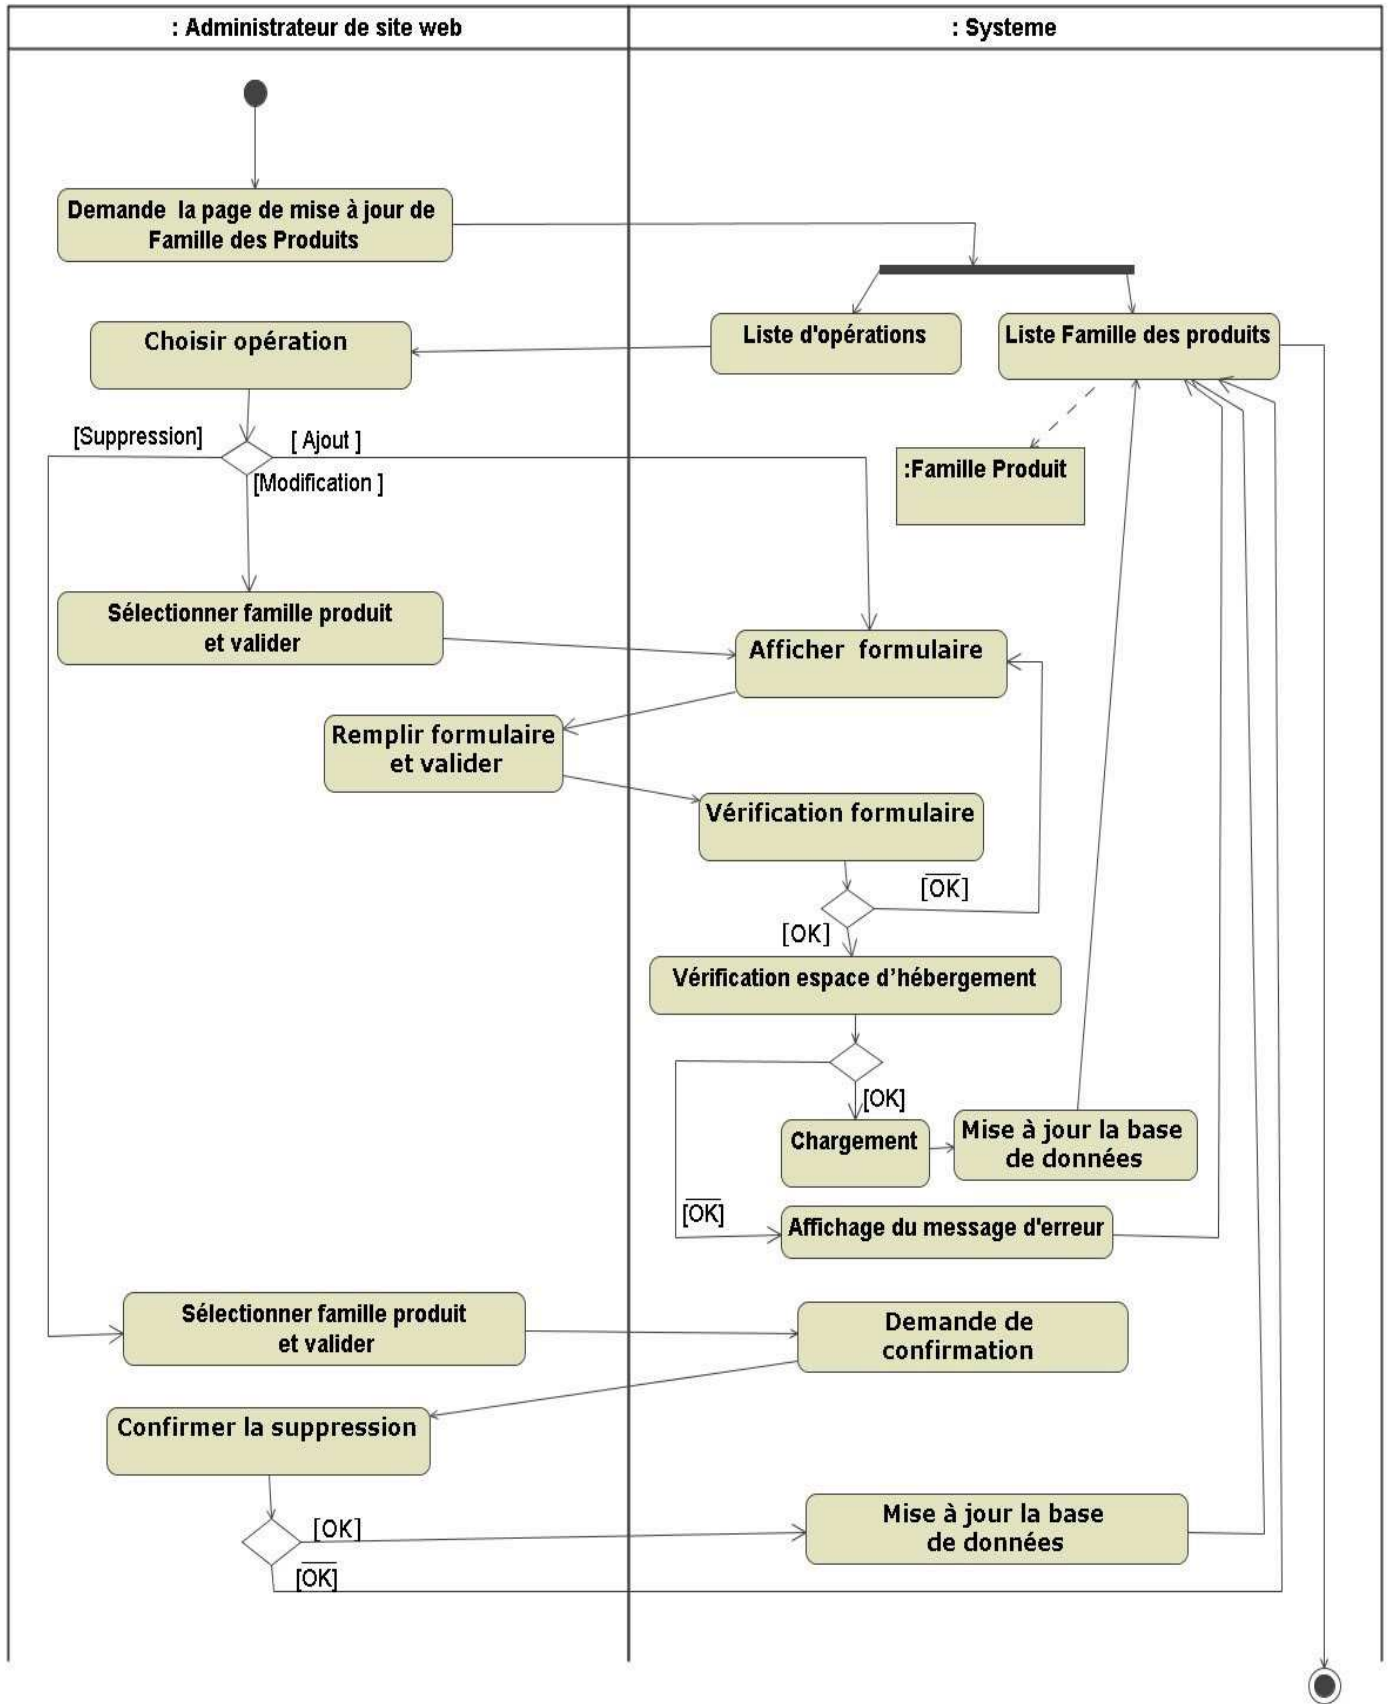 : Administrateur de site web
: Systeme
Demande la page de mise à jour de
Famille des Produits
Choisir opération
Liste d'opérations
Liste Famille des produits
[Suppression]
[ Ajout ]
[Modification ]
:Famille Produit
Sélectionner famille produit
et valider
Afficher formulaire
Remplir formulaire
et valider
Vérification formulaire
[O̅K̅]
[OK]
Vérification espace d’hébergement
[OK]
Chargement
Mise à jour la base
de données
[O̅K̅]
Affichage du message d'erreur
Sélectionner famille produit
et valider
Demande de
confirmation
Confirmer la suppression
[OK]
Mise à jour la base
de données
[O̅K̅]